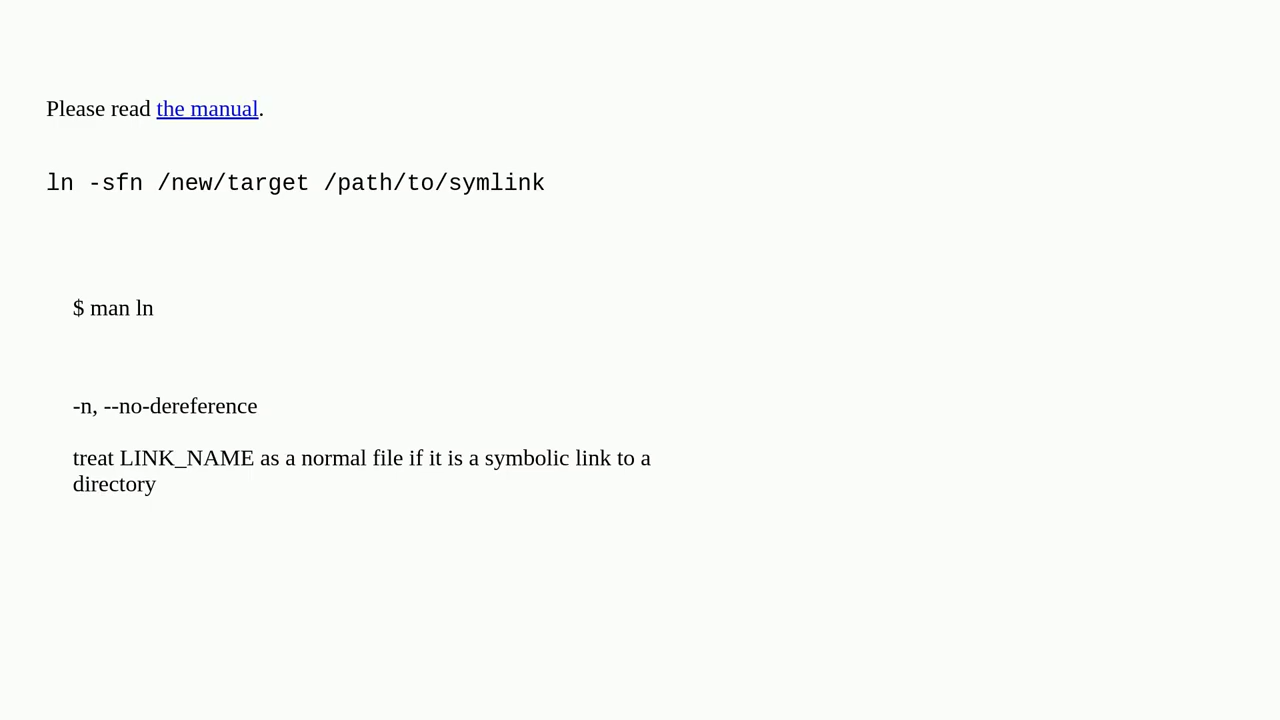 Please read the manual.
ln -sfn /new/target /path/to/symlink
$ man ln
-n, --no-dereference
treat LINK_NAME as a normal file if it is a symbolic link to a
directory